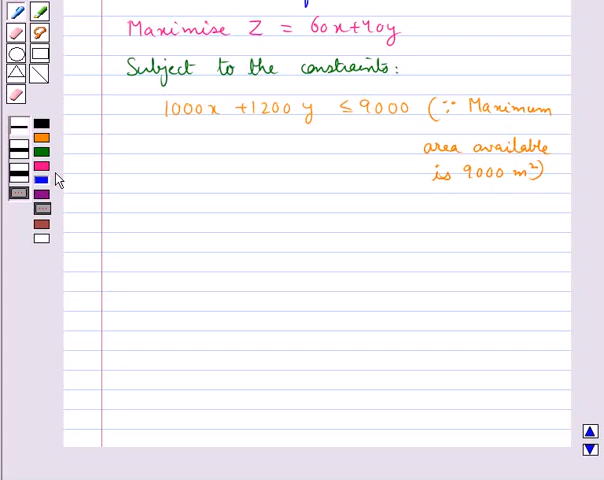 Maximise Z = 60x+40y
Subject to the constraints:
1000x + 1200y ≤ 9000 (∵ Maximum
area available
is 9000 m²)